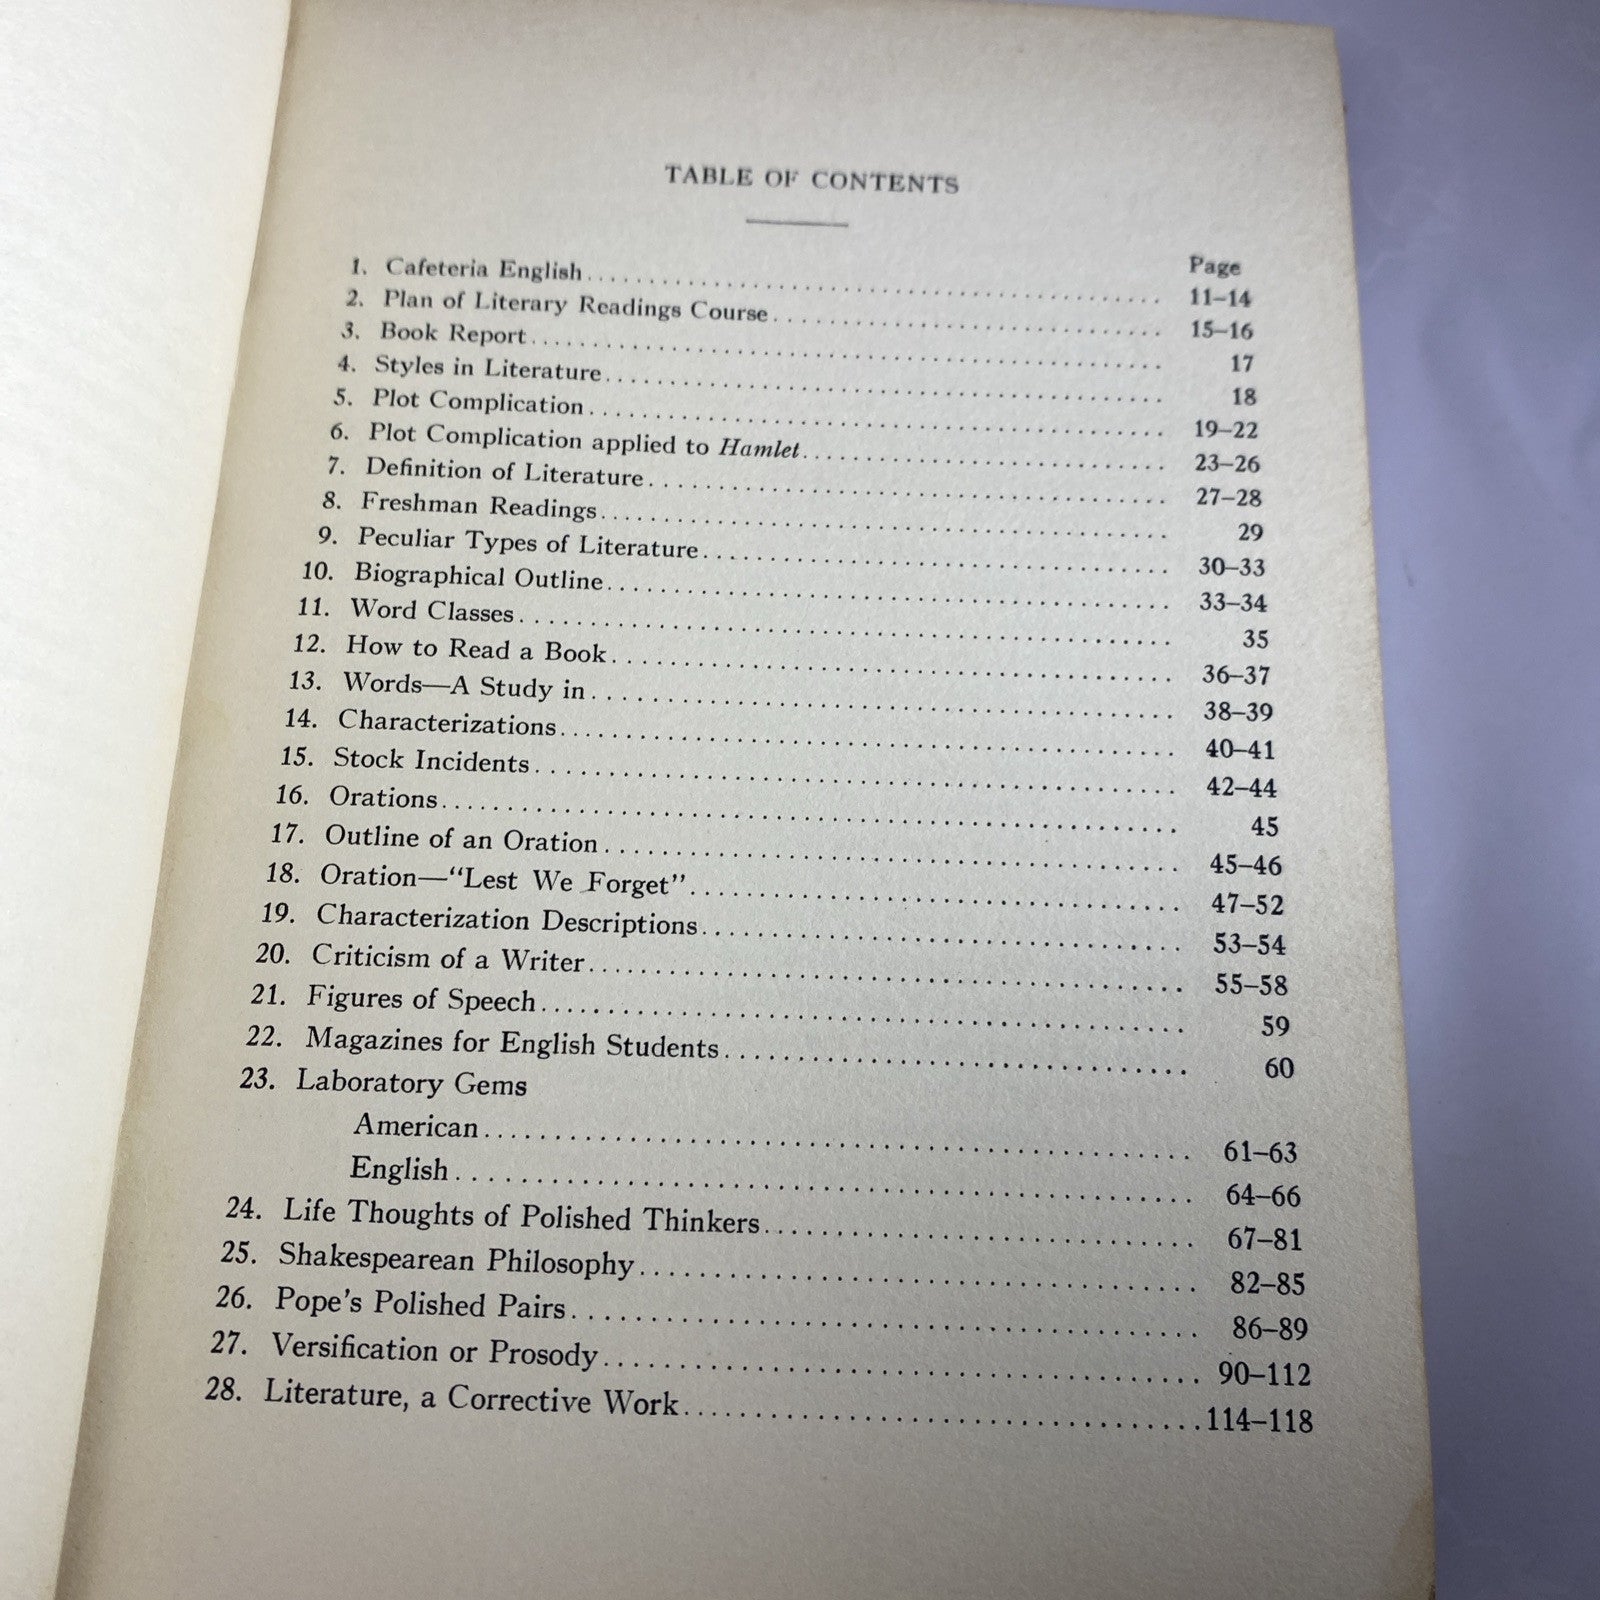 TABLE OF CONTENTS
Page
1. Cafeteria English........................................ 11–14
2. Plan of Literary Readings Course........................................ 15–16
3. Book Report........................................ 17
4. Styles in Literature........................................ 18
5. Plot Complication........................................ 19–22
6. Plot Complication applied to Hamlet........................................ 23–26
7. Definition of Literature........................................ 27–28
8. Freshman Readings........................................ 29
9. Peculiar Types of Literature........................................ 30–33
10. Biographical Outline........................................ 33–34
11. Word Classes........................................ 35
12. How to Read a Book........................................ 36–37
13. Words—A Study in........................................ 38–39
14. Characterizations........................................ 40–41
15. Stock Incidents........................................ 42–44
16. Orations........................................ 45
17. Outline of an Oration........................................ 45–46
18. Oration—“Lest We Forget”........................................ 47–52
19. Characterization Descriptions........................................ 53–54
20. Criticism of a Writer........................................ 55–58
21. Figures of Speech........................................ 59
22. Magazines for English Students........................................ 60
23. Laboratory Gems
American........................................ 61–63
English........................................ 64–66
24. Life Thoughts of Polished Thinkers........................................ 67–81
25. Shakespearean Philosophy........................................ 82–85
26. Pope’s Polished Pairs........................................ 86–89
27. Versification or Prosody........................................ 90–112
28. Literature, a Corrective Work........................................114–118